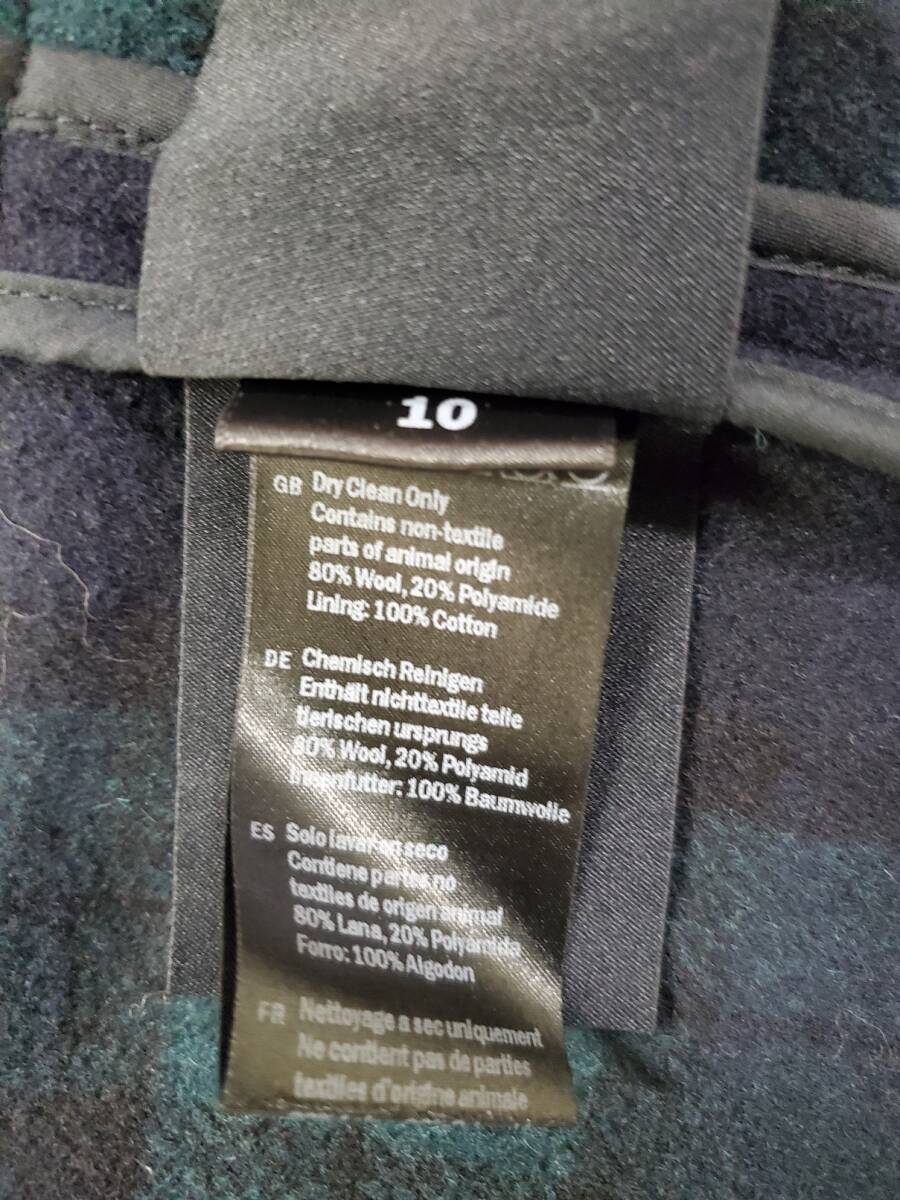 10
GB Dry Clean Only
Contains non-textile
parts of animal origin
80% Wool, 20% Polyamide
Lining: 100% Cotton
DE Chemisch Reinigen
Enthält nichttextile teile
tierischen ursprungs
80% Wool, 20% Polyamid
Innenfutter: 100% Baumwolle
ES Solo lavar en seco
Contiene partes no
textiles de origen animal
80% Lana, 20% Polyamida
Forro: 100% Algodon
FR Nettoyage a sec uniquement
Ne contient pas de parties
textiles d'origine animale